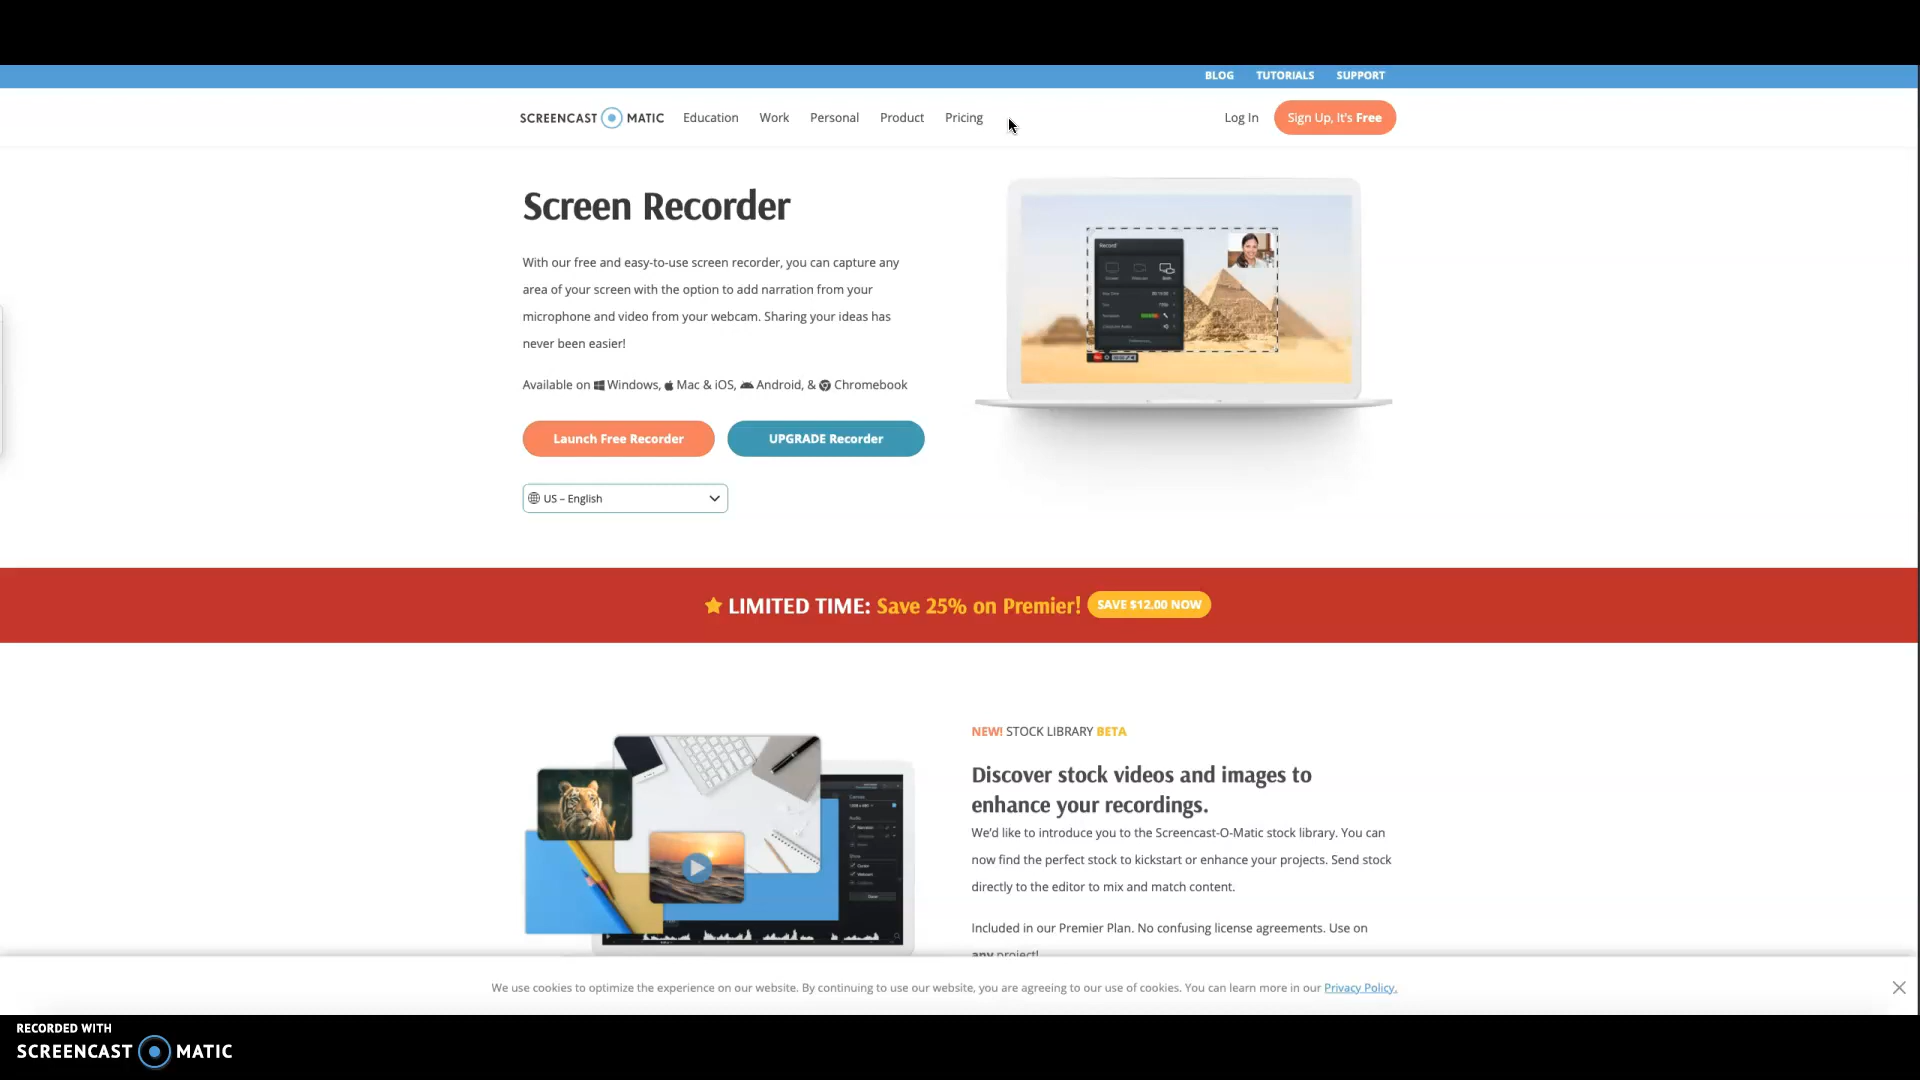 BLOG TUTORIALS SUPPORT
SCREENCAST MATIC Education Work Personal Product Pricing Log In Sign Up, It's Free
Screen Recorder
With our free and easy-to-use screen recorder, you can capture any
area of your screen with the option to add narration from your
microphone and video from your webcam. Sharing your ideas has
never been easier!
Available on Windows, Mac & iOS, Android, & Chromebook
Launch Free Recorder UPGRADE Recorder
US – English
Record
LIMITED TIME: Save 25% on Premier! SAVE $12.00 NOW
NEW! STOCK LIBRARY BETA
Discover stock videos and images to
enhance your recordings.
We'd like to introduce you to the Screencast-O-Matic stock library. You can
now find the perfect stock to kickstart or enhance your projects. Send stock
directly to the editor to mix and match content.
Included in our Premier Plan. No confusing license agreements. Use on
any project!
We use cookies to optimize the experience on our website. By continuing to use our website, you are agreeing to our use of cookies. You can learn more in our Privacy Policy.
RECORDED WITH
SCREENCAST MATIC